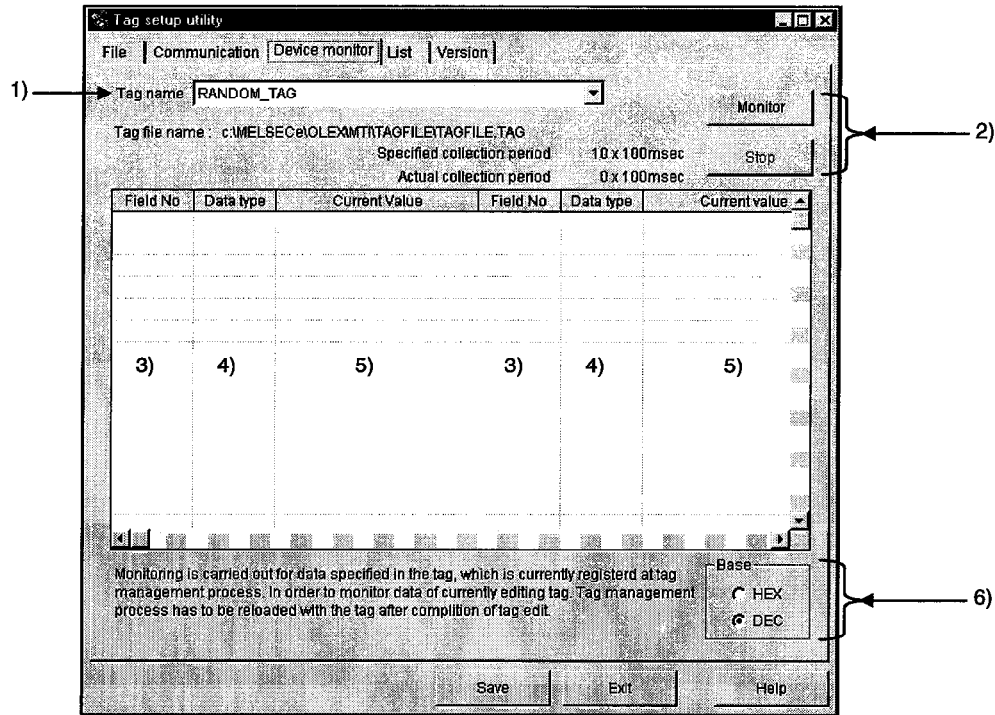 Tag setup utility
File Communication Device monitor List Version
1) Tag name RANDOM_TAG
Monitor
2)
Tag file name : c:\MELSECe\OLEX\MTI\TAGFILE\TAGFILE.TAG
Specified collection period 10 x 100msec
Stop
Actual collection period 0 x 100msec
Field No Data type Current Value Field No Data type Current value
3) 4) 5) 3) 4) 5)
Monitoring is carried out for data specified in the tag, which is currently registerd at tag
management process. In order to monitor data of currently editing tag. Tag management
process has to be reloaded with the tag after complition of tag edit.
Base
HEX
DEC
6)
Save Exit Help